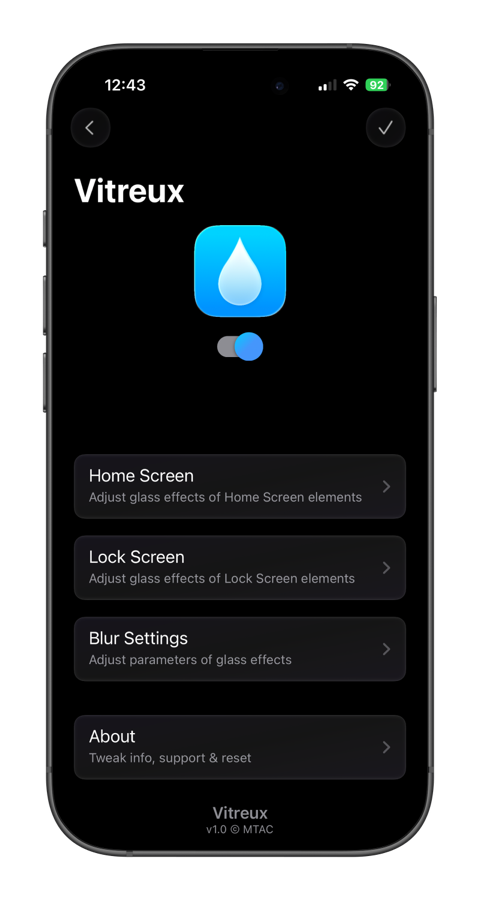 12:43
92
Vitreux
Home Screen
Adjust glass effects of Home Screen elements
Lock Screen
Adjust glass effects of Lock Screen elements
Blur Settings
Adjust parameters of glass effects
About
Tweak info, support & reset
Vitreux
v1.0 © MTAC